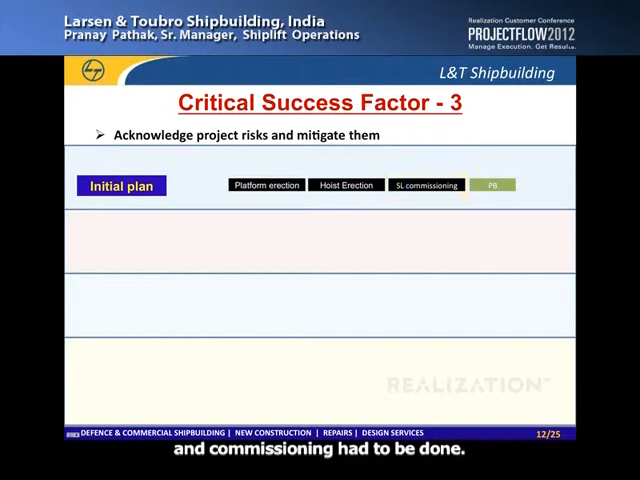 Larsen & Toubro Shipbuilding, India
Pranay Pathak, Sr. Manager, Shiplift Operations
Realization Customer Conference
PROJECTFLOW2012
Manage Execution. Get Results.
L&T Shipbuilding
Critical Success Factor - 3
➢ Acknowledge project risks and mitigate them
Initial plan
Platform erection
Hoist Erection
SL commissioning
PB
REALIZATION
DEFENCE & COMMERCIAL SHIPBUILDING | NEW CONSTRUCTION | REPAIRS | DESIGN SERVICES
12/25
and commissioning had to be done.